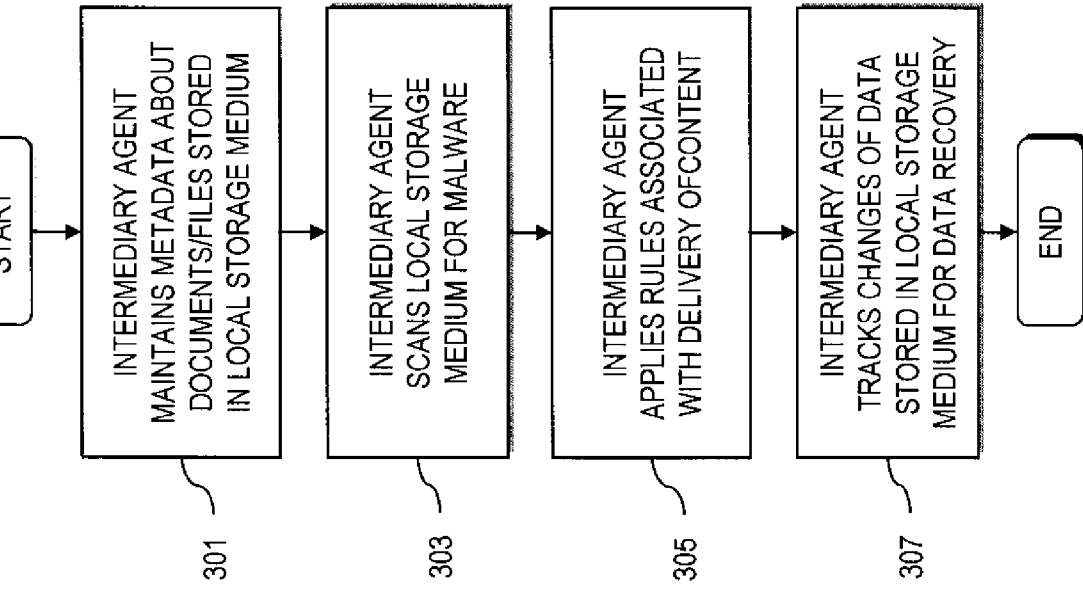 START
INTERMEDIARY AGENT
MAINTAINS METADATA ABOUT
DOCUMENTS/FILES STORED
IN LOCAL STORAGE MEDIUM
301
INTERMEDIARY AGENT
SCANS LOCAL STORAGE
MEDIUM FOR MALWARE
303
INTERMEDIARY AGENT
APPLIES RULES ASSOCIATED
WITH DELIVERY OFCONTENT
305
INTERMEDIARY AGENT
TRACKS CHANGES OF DATA
STORED IN LOCAL STORAGE
MEDIUM FOR DATA RECOVERY
307
END